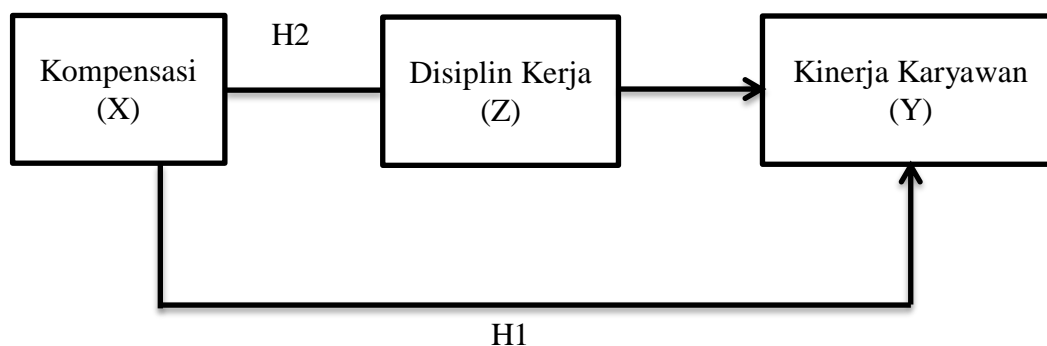 H2
Kompensasi
(X)
Disiplin Kerja
(Z)
Kinerja Karyawan
(Y)
H1